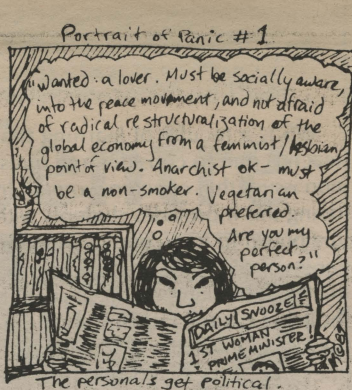 Portrait of Panic #1
"Wanted: a lover. Must be socially aware,
into the peace movement, and not afraid
of radical restructuralization of the
global economy from a feminist/lesbian
point of view. Anarchist ok - must
be a non-smoker. Vegetarian
preferred.
Are you my
perfect
person?"
DAILY SNOOZE
1ST WOMAN
PRIME MINISTER!
The personals get political.